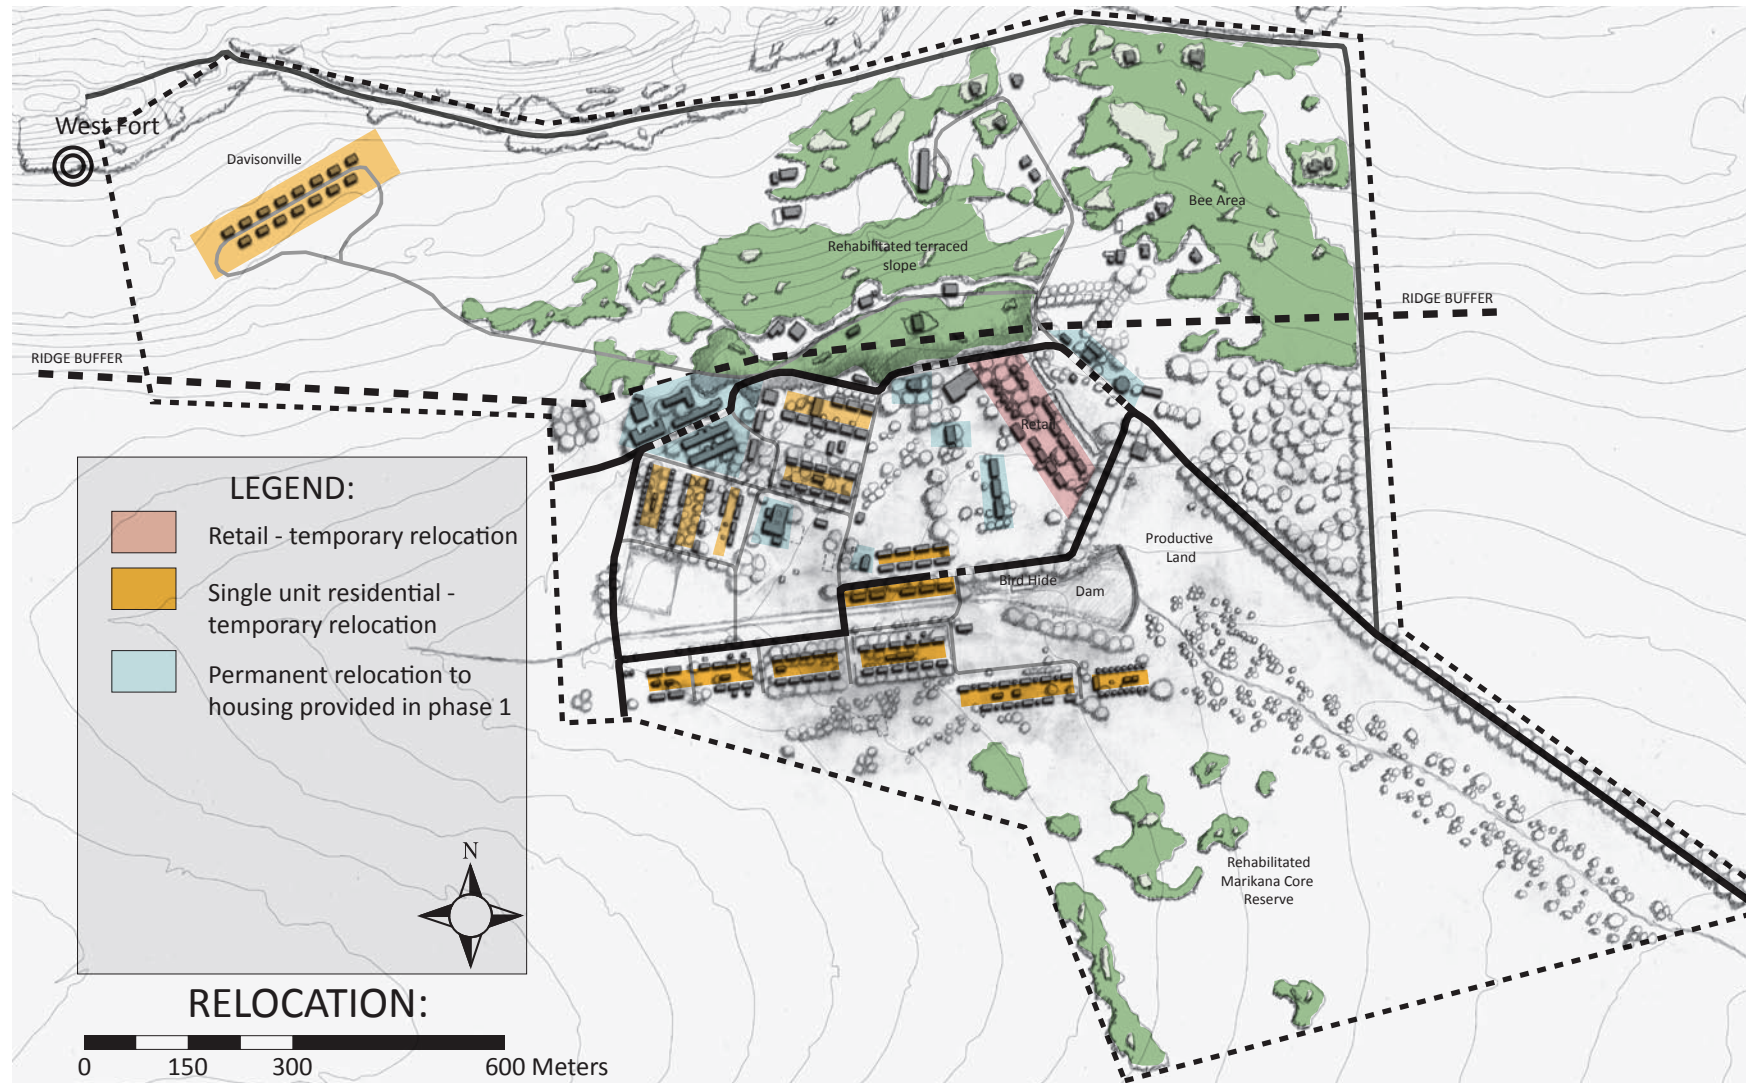 West Fort
Davisonville
Bee Area
Rehabilitated terraced
slope
RIDGE BUFFER
RIDGE BUFFER
Retail
Productive
Land
Bird Hide
Dam
Rehabilitated
Marikana Core
Reserve
LEGEND:
Retail - temporary relocation
Single unit residential -
temporary relocation
Permanent relocation to
housing provided in phase 1
N
RELOCATION:
0 150 300 600 Meters